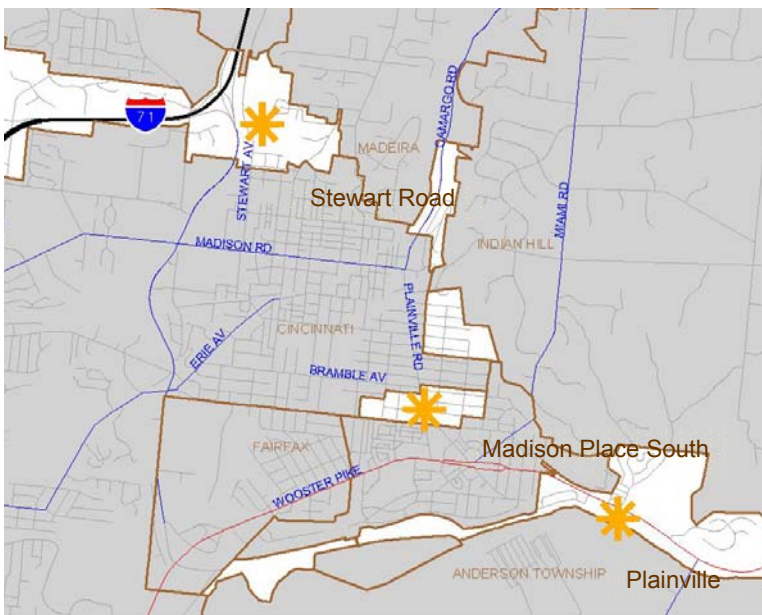 71
STEWART AV
CAMARGO RD
MADEIRA
Stewart Road
MIAMI RD
MADISON RD
INDIAN HILL
PLAINVILLE RD
CINCINNATI
ERIE AV
BRAMBLE AV
FAIRFAX
Madison Place South
WOOSTER PIKE
ANDERSON TOWNSHIP
Plainville